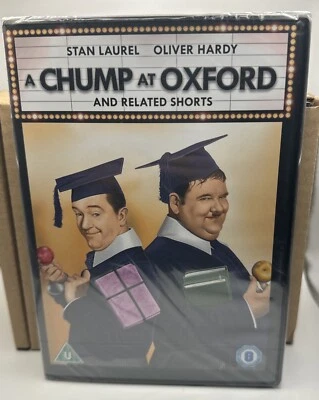 STAN LAUREL OLIVER HARDY
A CHUMP AT OXFORD
AND RELATED SHORTS
U